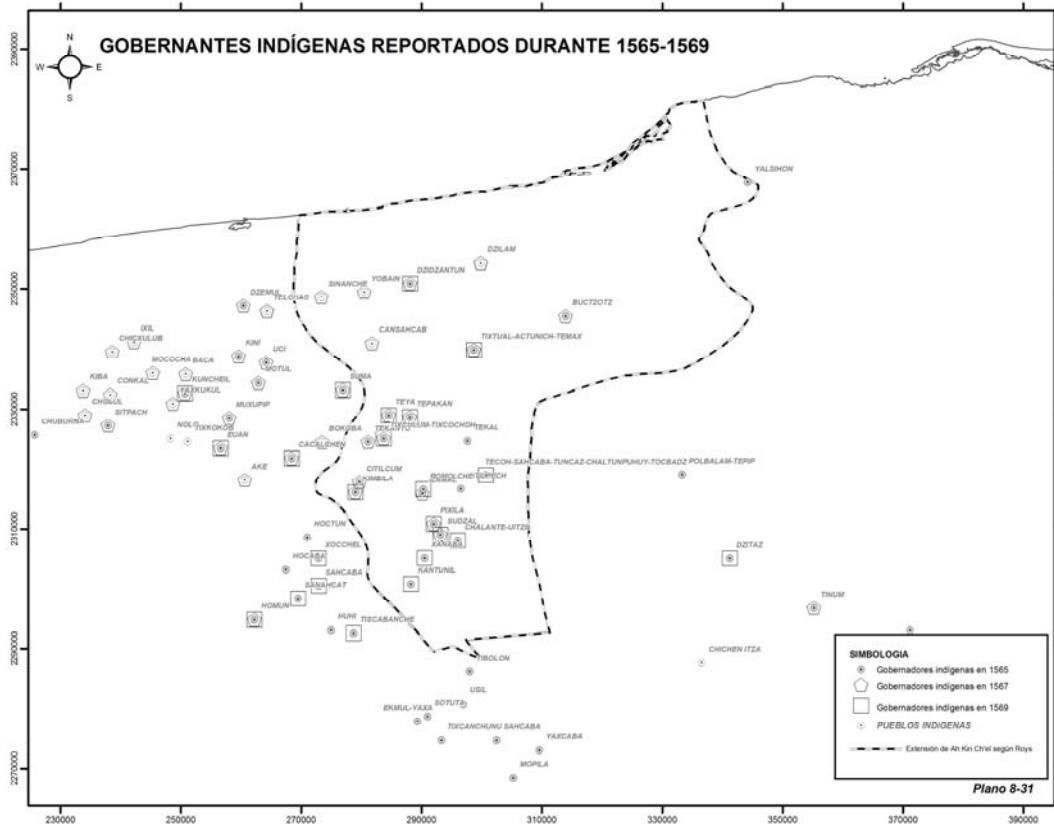 GOBERNANTES INDÍGENAS REPORTADOS DURANTE 1565-1569
N
W E
S
2390000
2370000
2350000
2330000
2310000
2290000
2270000
YALSIHON
DZILAM
DZIDZANTUN
YOBAIN
SINANCHE
DZEMUL
TELCHAC
BUCTZOTZ
IXIL
CHICXULUB
CANSAHCAB
TIXTUAL-ACTUNICH-TEMAX
KINI
UCI
MOCOCHA BACA
MOTUL
KIBA
CONKAL
KUNCHEIL
YAXKUKUL
SUMA
CHOLUL
SITPACH
MUXUPIP
TEYA
TEPAKAN
CHUBURNA
NOLO
TIXKOKOB
EUAN
BOKOBA
TEKANTO
TIXCULUM-TIXCOCHOH
TEKAL
CACALCHEN
TECOH-SAHCABA-TUNCAZ-CHALTUNPUHUY-TOCBADZ
POLBALAM-TEPIP
AKE
CITILCUM
KIMBILA
PIXILA
SUDZAL
CHALANTE-UITZIL
HOCTUN
XOCCHEL
XANABA
DZITAZ
HOCABA
SAHCABA
KANTUNIL
SANAHCAT
HOMUN
TINUM
HUHI
TISCABANCHE
CHICHEN ITZA
TIBOLON
USIL
SOTUTA
EKMUL-YAXA
TIXCANCHUNU
SAHCABA
YAXCABA
MOPILA
SIMBOLOGIA
Gobernadores indígenas en 1565
Gobernadores indígenas en 1567
Gobernadores indígenas en 1569
PUEBLOS INDIGENAS
Extensión de Ah Kin Ch'el según Roys
Plano 8-31
230000
250000
270000
290000
310000
330000
350000
370000
390000